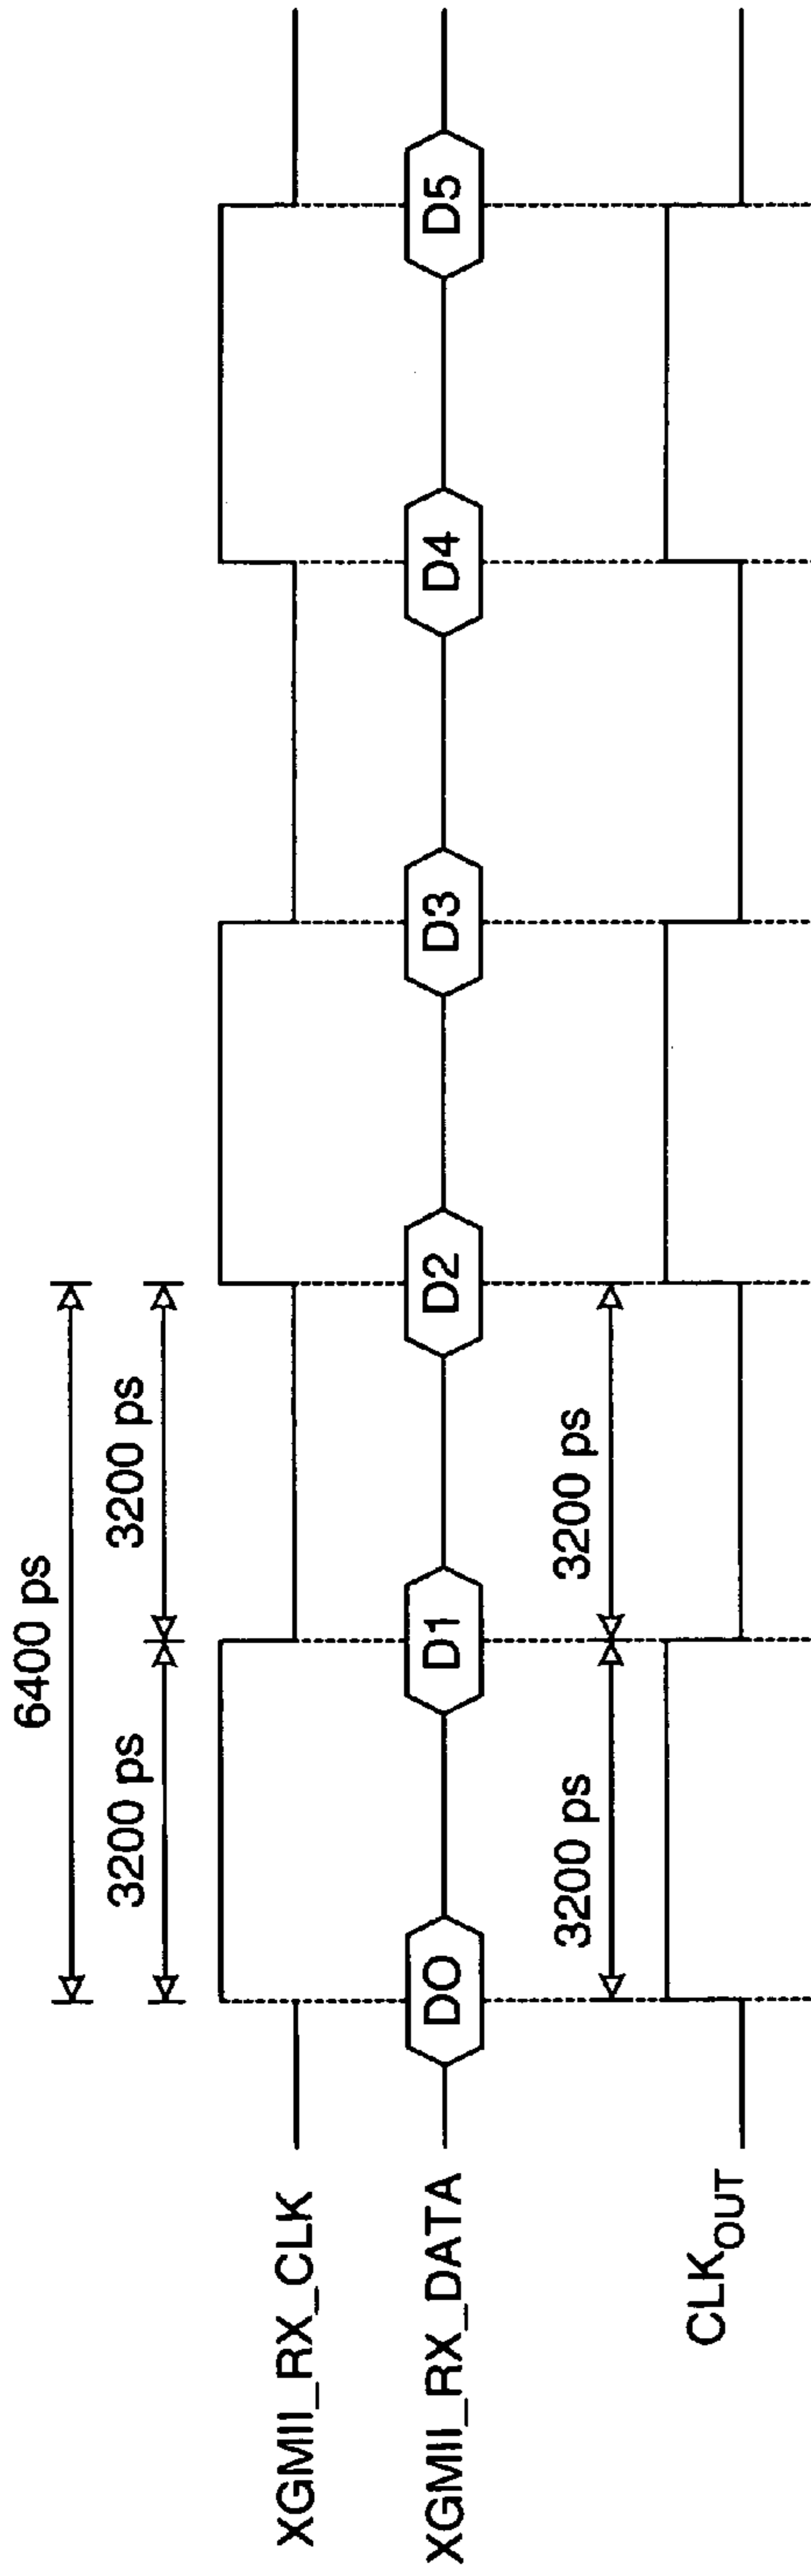 6400 ps
3200 ps
3200 ps
XGMII_RX_CLK
XGMII_RX_DATA
DO
D1
D2
D3
D4
D5
3200 ps
3200 ps
CLKOUT